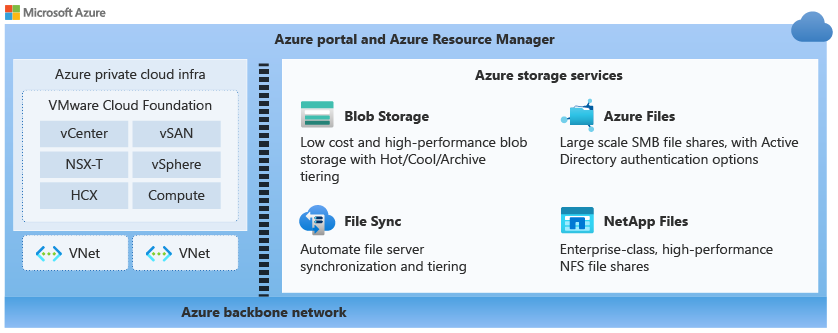 Microsoft Azure
Azure portal and Azure Resource Manager
Azure private cloud infra
VMware Cloud Foundation
vCenter
vSAN
NSX-T
vSphere
HCX
Compute
VNet
VNet
Azure storage services
Blob Storage
Low cost and high-performance blob
storage with Hot/Cool/Archive
tiering
Azure Files
Large scale SMB file shares, with Active
Directory authentication options
File Sync
Automate file server
synchronization and tiering
NetApp Files
Enterprise-class, high-performance
NFS file shares
Azure backbone network